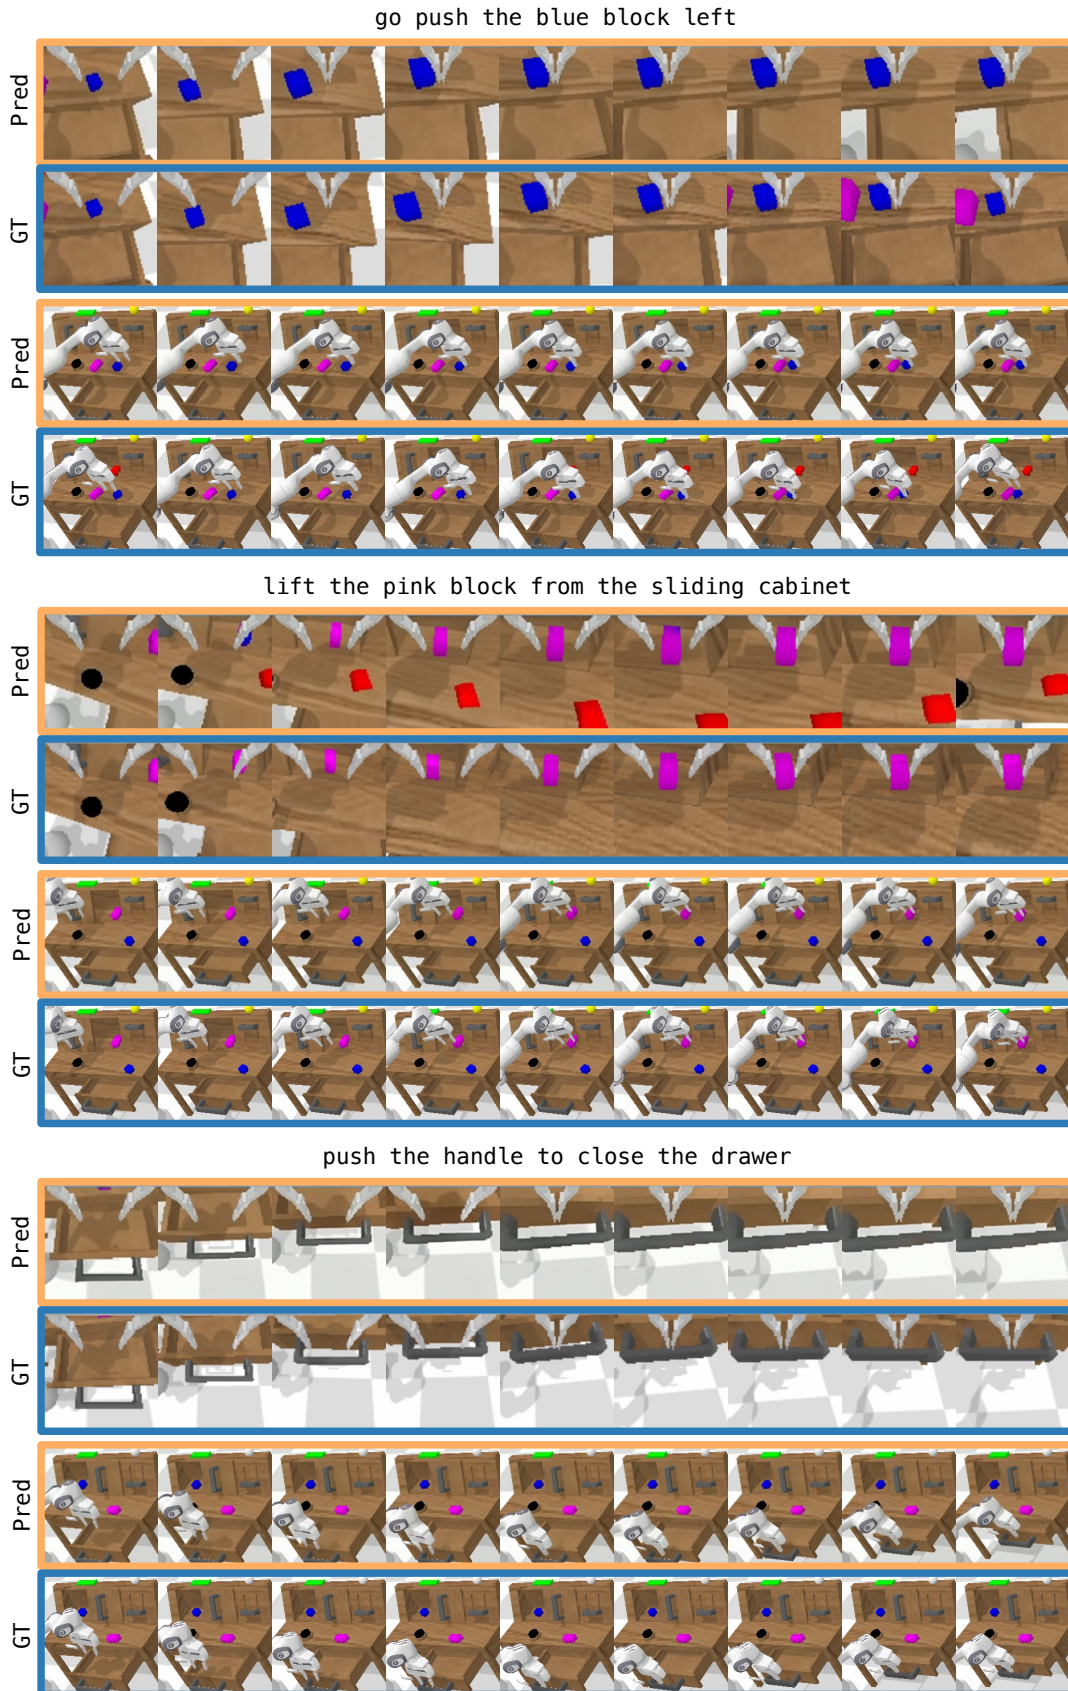 go push the blue block left
Pred
GT
Pred
GT
lift the pink block from the sliding cabinet
Pred
GT
Pred
GT
push the handle to close the drawer
Pred
GT
Pred
GT